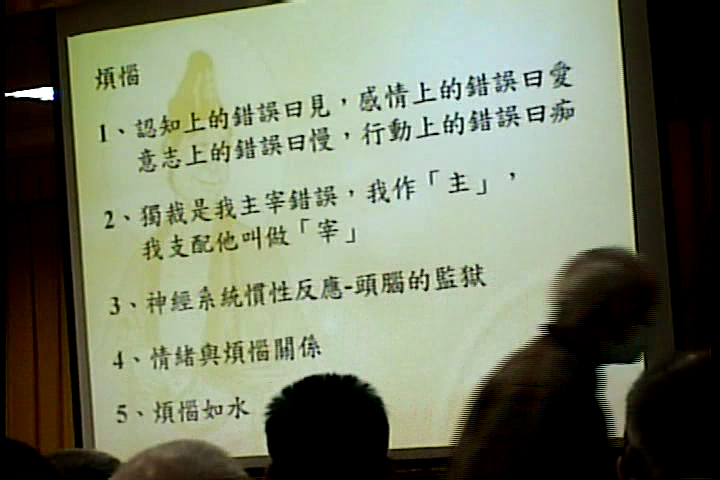 煩惱
1、認知上的錯誤曰見，感情上的錯誤曰愛
意志上的錯誤曰慢，行動上的錯誤曰痴
2、獨裁是我主宰錯誤，我作「主」，
我支配他叫做「宰」
3、神經系統慣性反應-頭腦的監獄
4、情緒與煩惱關係
5、煩惱如水